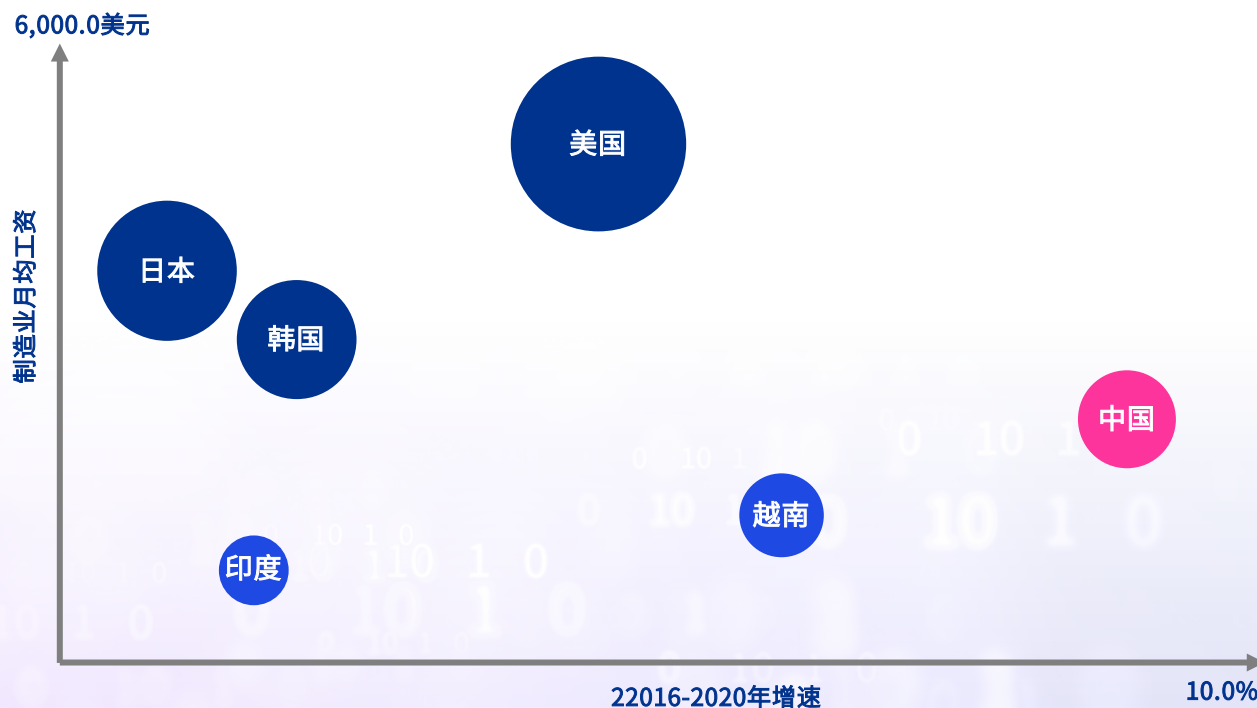 6,000.0美元
制造业月均工资
美国
日本
韩国
中国
越南
印度
22016-2020年增速
10.0%